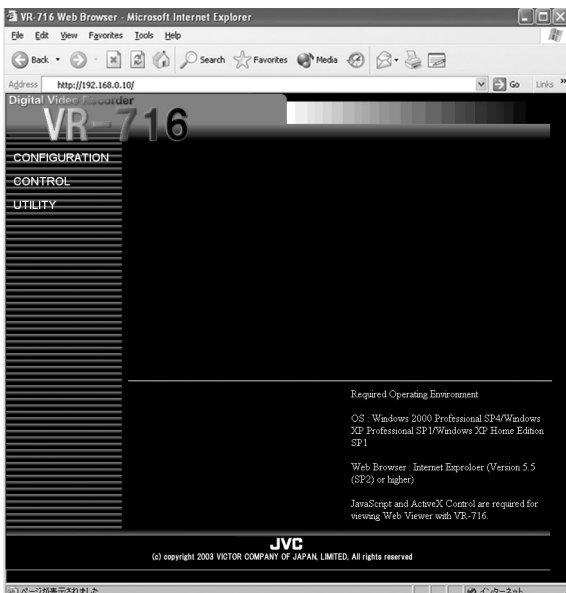 VR-716 Web Browser - Microsoft Internet Explorer
File Edit View Favorites Tools Help
Back Search Favorites Media
Address http://192.168.0.10/ Go Links »
Digital Video Recorder
VR-716
CONFIGURATION
CONTROL
UTILITY
Required Operating Environment
OS : Windows 2000 Professional SP4/Windows
XP Professional SP1/Windows XP Home Edition
SP1
Web Browser : Internet Exproloer (Version 5.5
(SP2) or higher)
JavaScript and ActiveX Control are required for
viewing Web Viewer with VR-716.
JVC
(c) copyright 2003 VICTOR COMPANY OF JAPAN, LIMITED, All rights reserved
ページが表示されました インターネット